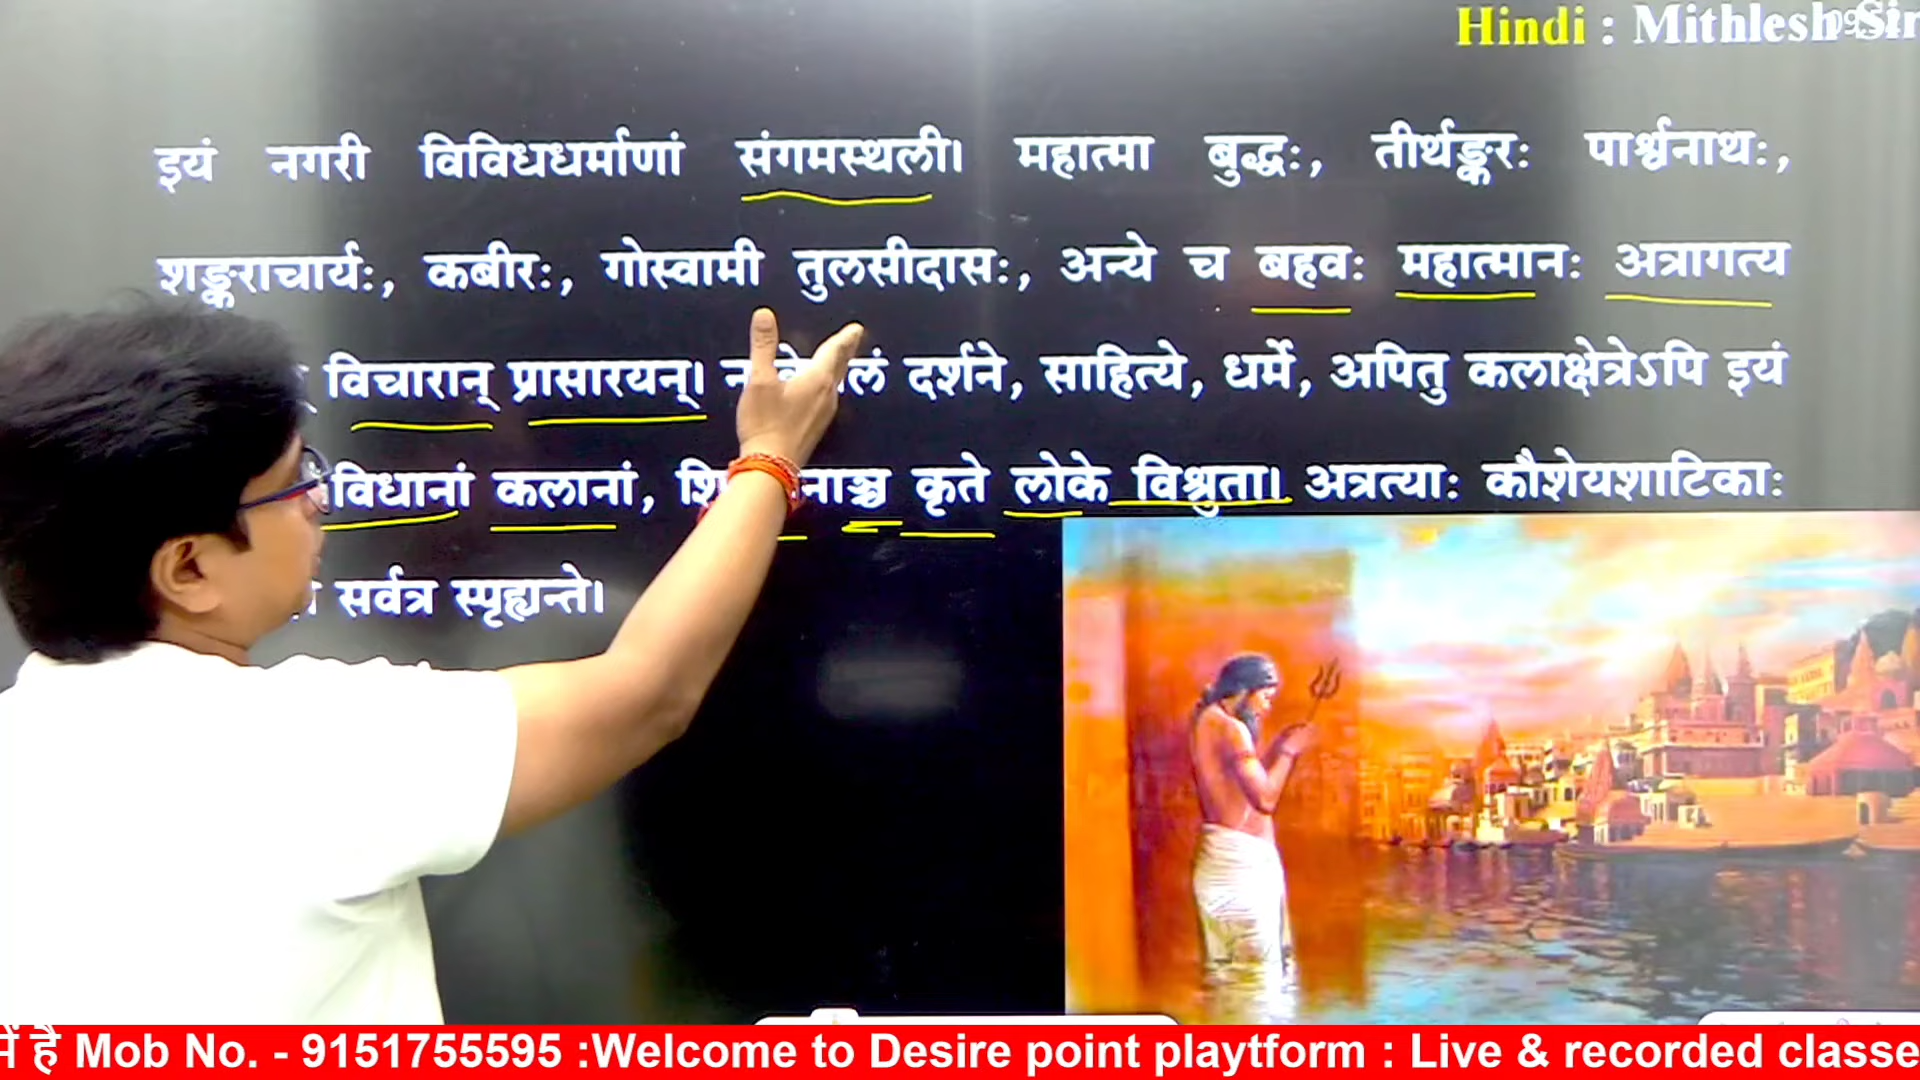 Hindi : Mithlesh Sir
इयं नगरी विविधधर्माणां संगमस्थली। महात्मा बुद्धः, तीर्थङ्करः पार्श्वनाथः,
शङ्कराचार्यः, कबीरः, गोस्वामी तुलसीदासः, अन्ये च बहवः महात्मानः अत्रागत्य
विचारान् प्रासारयन्। दर्शने, साहित्ये, धर्मे, अपितु कलाक्षेत्रेऽपि इयं
विधानां कलानां, कृते लोके विश्रुता। अत्रत्याः कौशेयशाटिकाः
सर्वत्र स्पृह्यन्ते।
में है Mob No. - 9151755595 :Welcome to Desire point playtform : Live & recorded classe